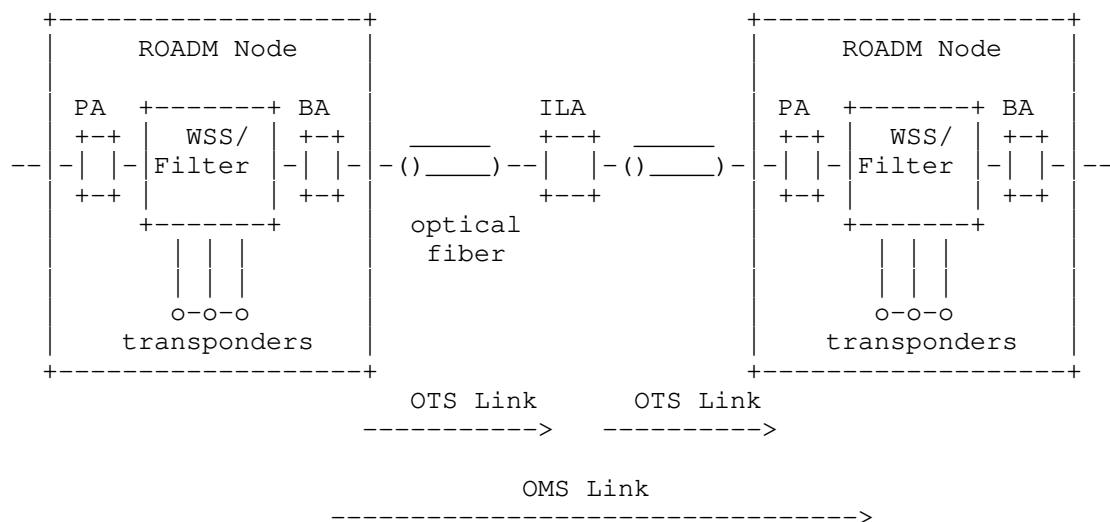 ROADM Node ROADM Node
PA BA ILA PA BA
WSS/ WSS/
Filter Filter
optical
fiber
transponders transponders
OTS Link OTS Link
OMS Link